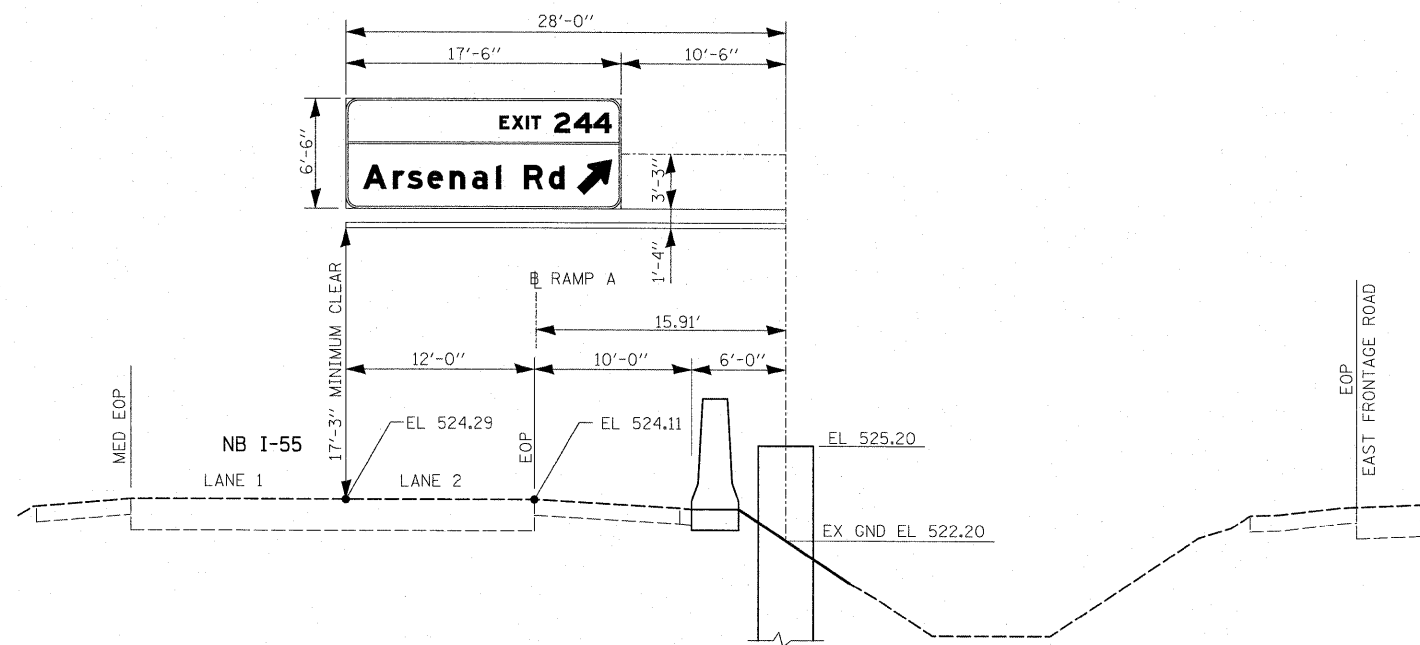 28'-0"
17'-6"
10'-6"
6'-6"
EXIT 244
Arsenal Rd
3'-3"
1'-4"
17'-3" MINIMUM CLEAR
B RAMP A
15.91'
12'-0"
10'-0"
6'-0"
MED EOP
NB I-55
EL 524.29
EOP
EL 524.11
EL 525.20
EOP
EAST FRONTAGE ROAD
LANE 1
LANE 2
EX GND EL 522.20